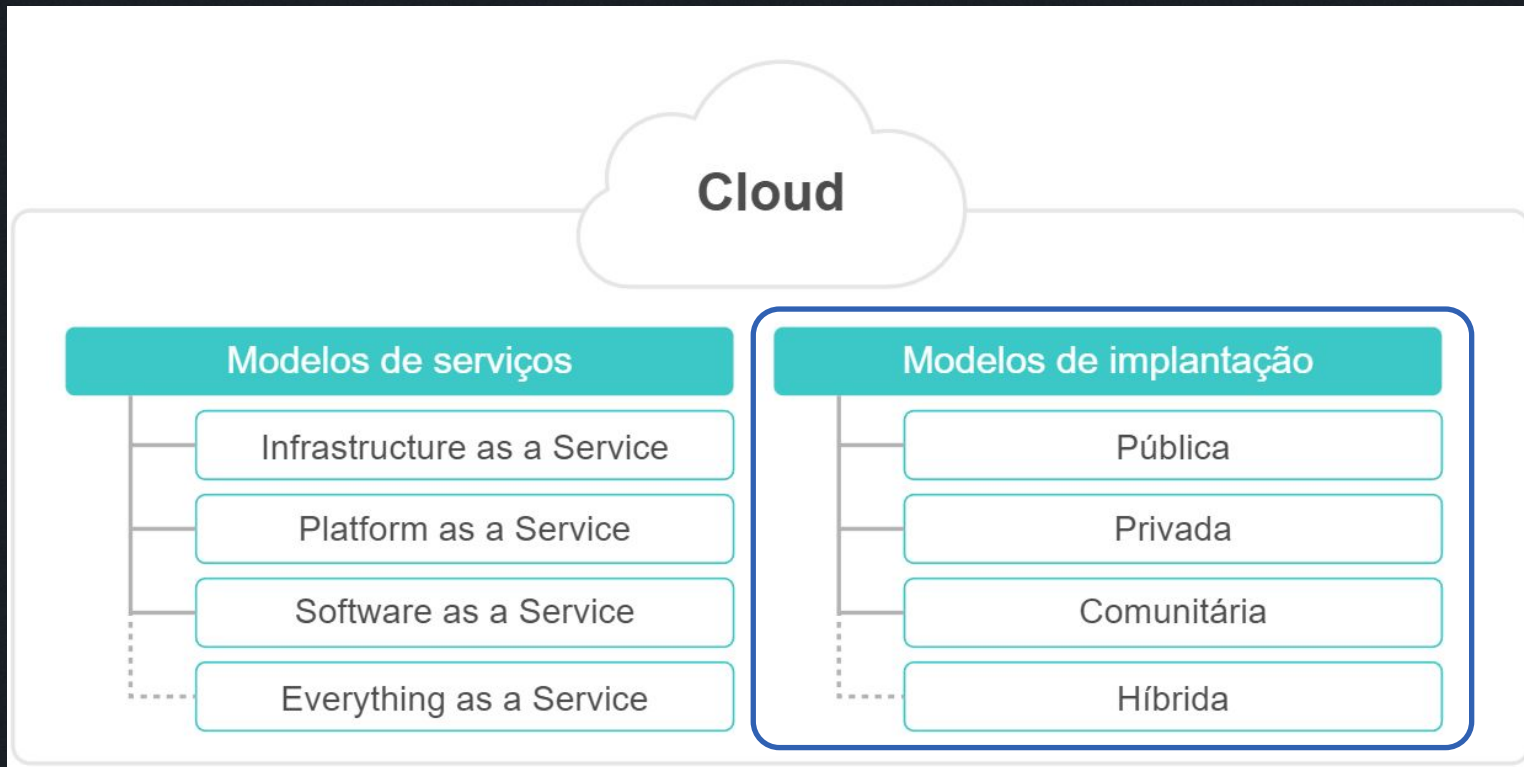 Cloud
Modelos de serviços
Infrastructure as a Service
Platform as a Service
Software as a Service
Everything as a Service
Modelos de implantação
Pública
Privada
Comunitária
Híbrida